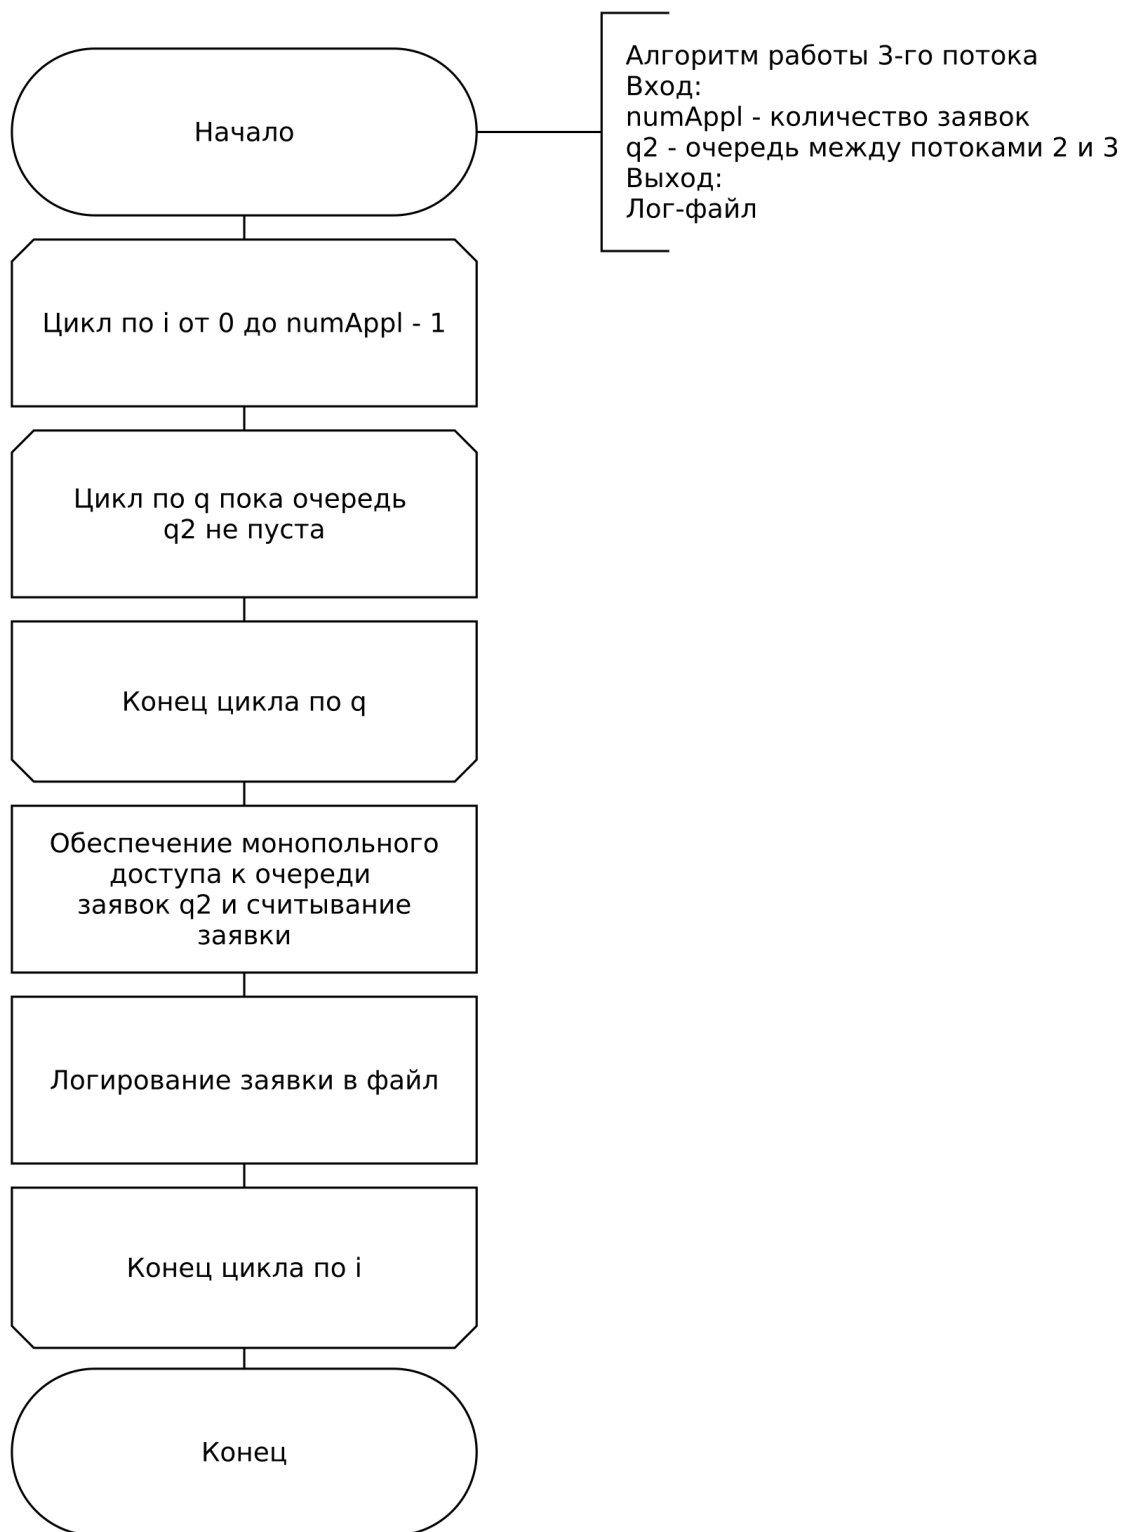 Начало
Алгоритм работы 3-го потока
Вход:
numAppl - количество заявок
q2 - очередь между потоками 2 и 3
Выход:
Лог-файл
Цикл по i от 0 до numAppl - 1
Цикл по q пока очередь
q2 не пуста
Конец цикла по q
Обеспечение монопольного
доступа к очереди
заявок q2 и считывание
заявки
Логирование заявки в файл
Конец цикла по i
Конец